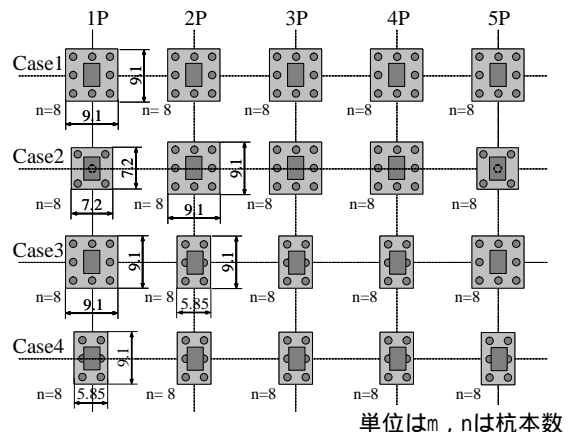 1P 2P 3P 4P 5P
Case1
9.1
n=8 n= 8 n=8 n=8 n=8
9.1
Case2
7.2 9.1
n=8 n= 8 n=8 n=8 n=8
7.2 9.1
Case3
9.1 9.1
n=8 n= 8 n=8 n=8 n=8
9.1 5.85
Case4
9.1
n=8 n= 8 n=8 n=8 n=8
5.85
単位はm，nは杭本数